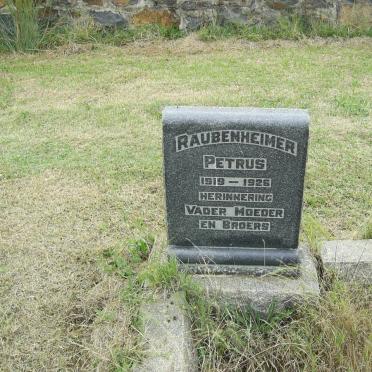 RAUBENHEIMER
PETRUS
1919 — 1926
HERINNERING
VADER MOEDER
EN BROERS